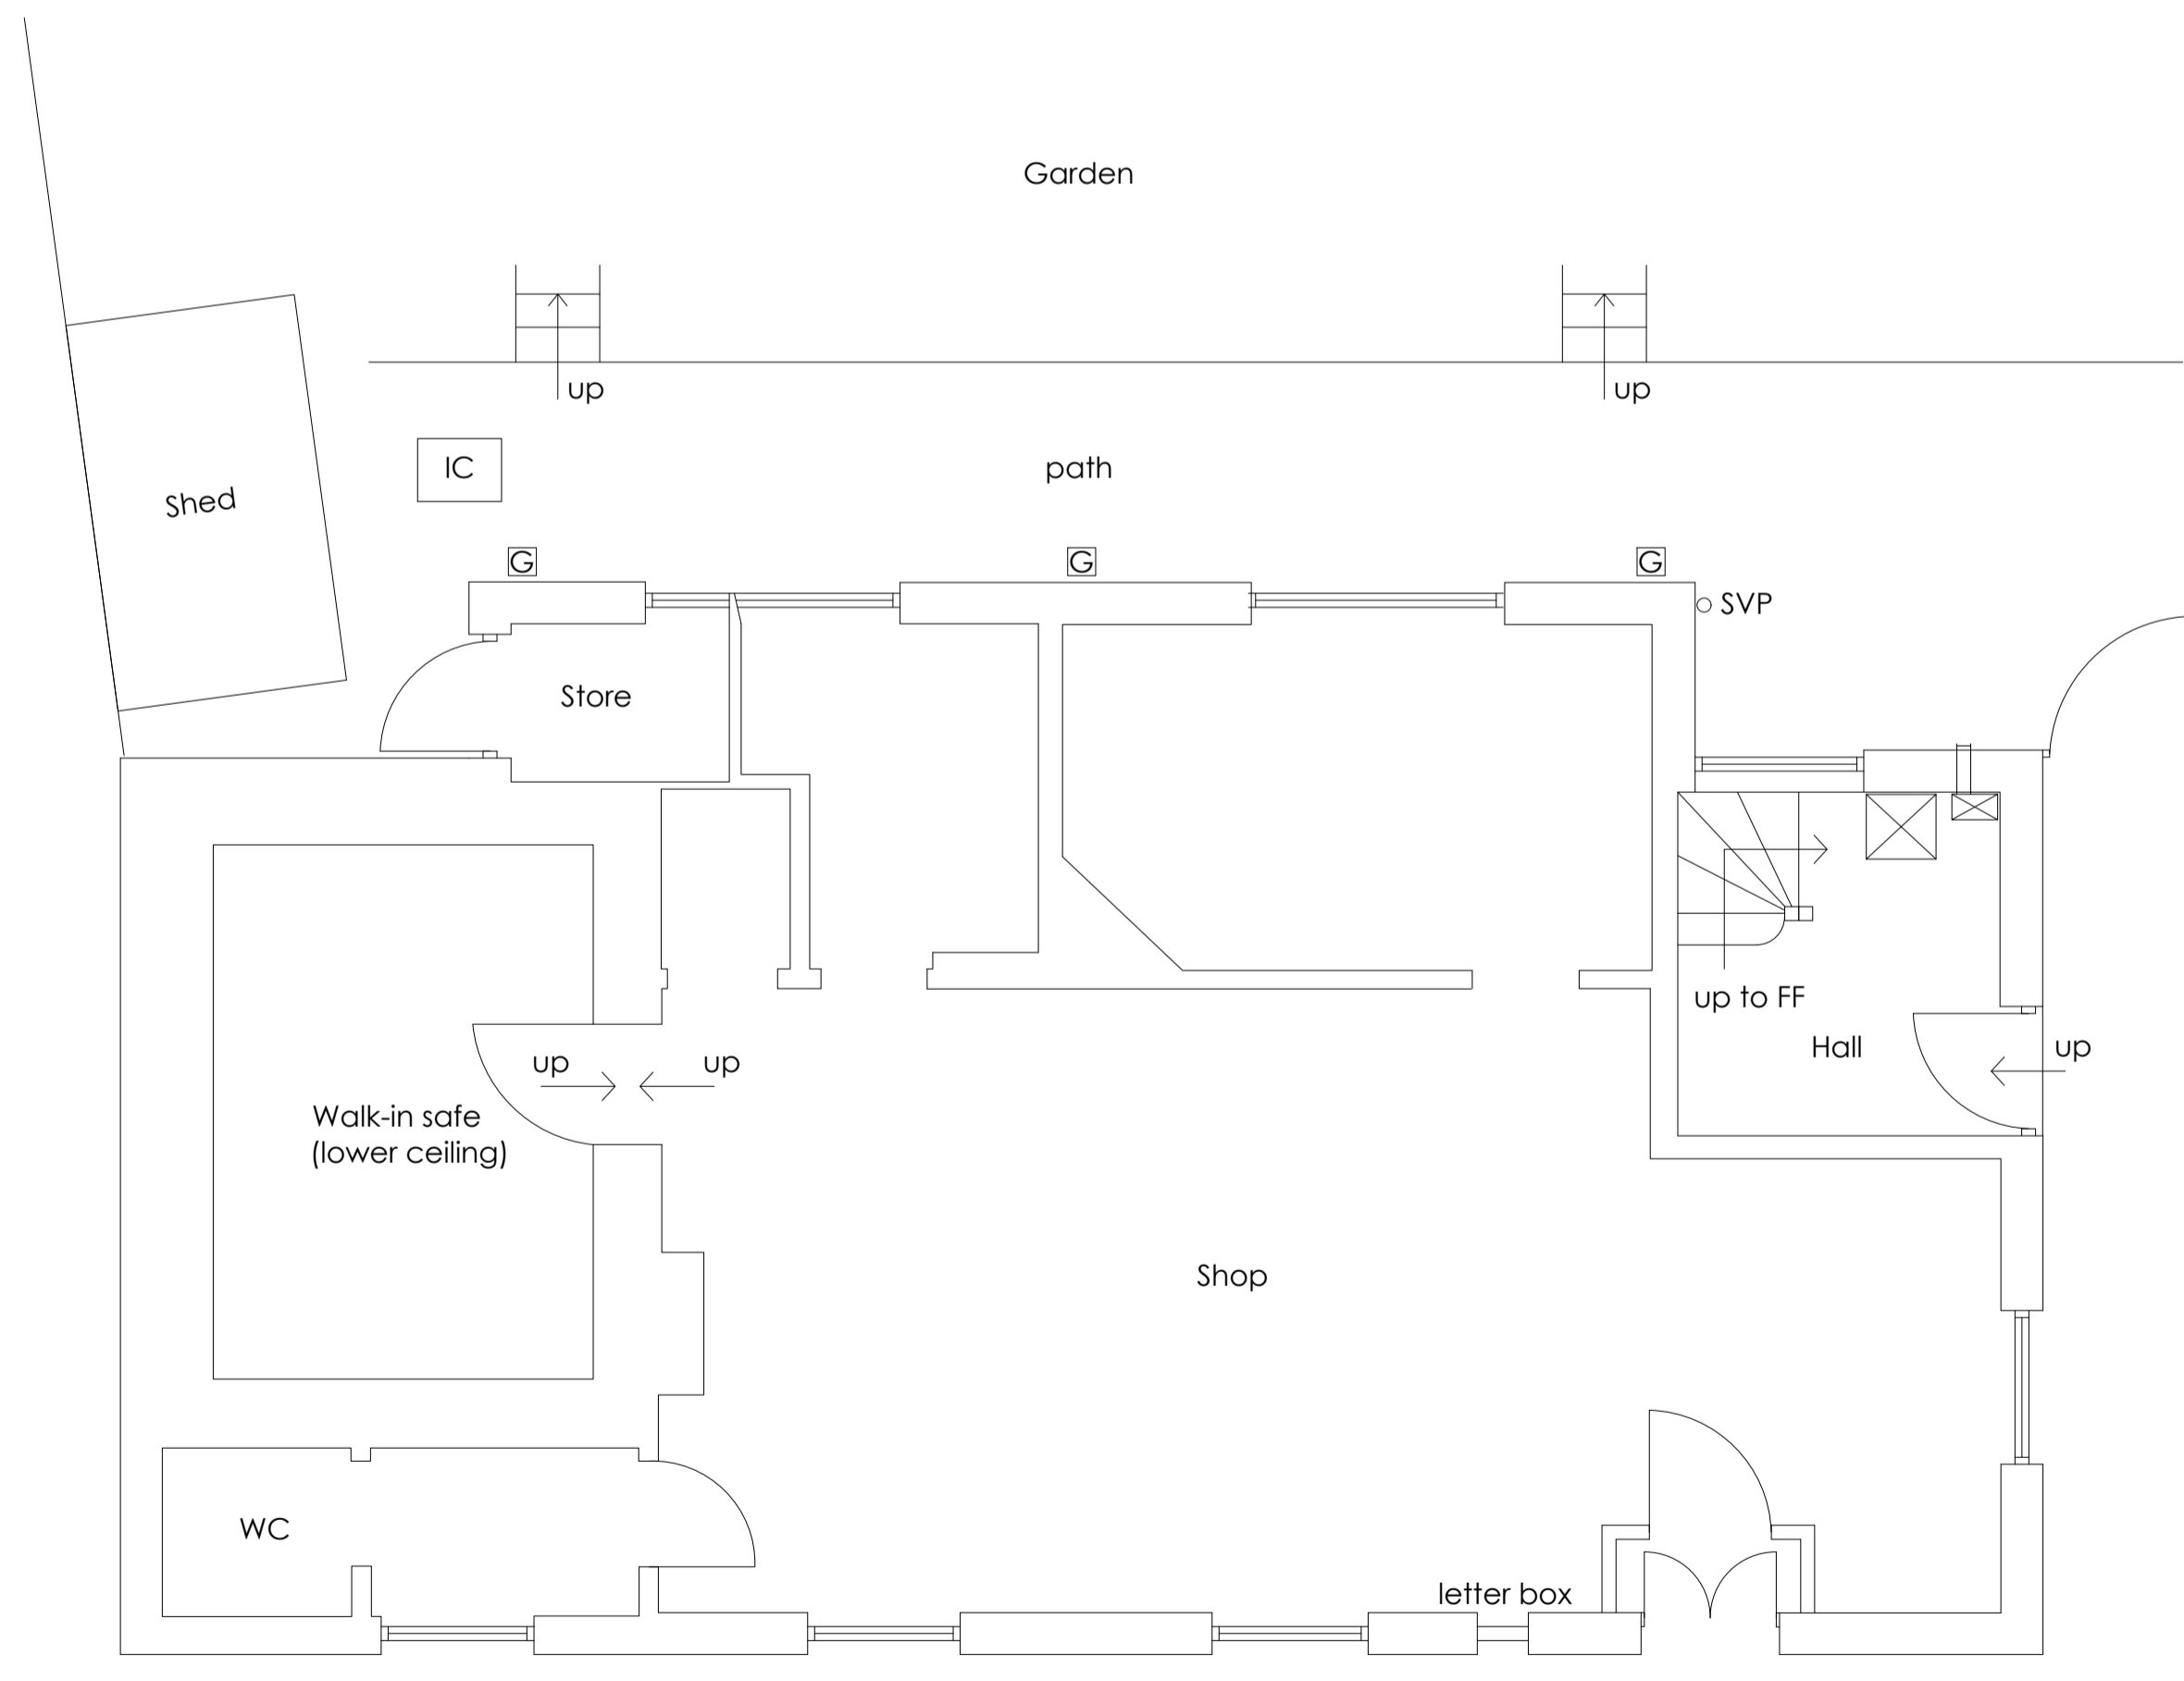 Garden
up
up
IC
path
Shed
G
G
G
SVP
Store
up to FF
Hall
up
up
up
Walk-in safe
(lower ceiling)
Shop
WC
letter box